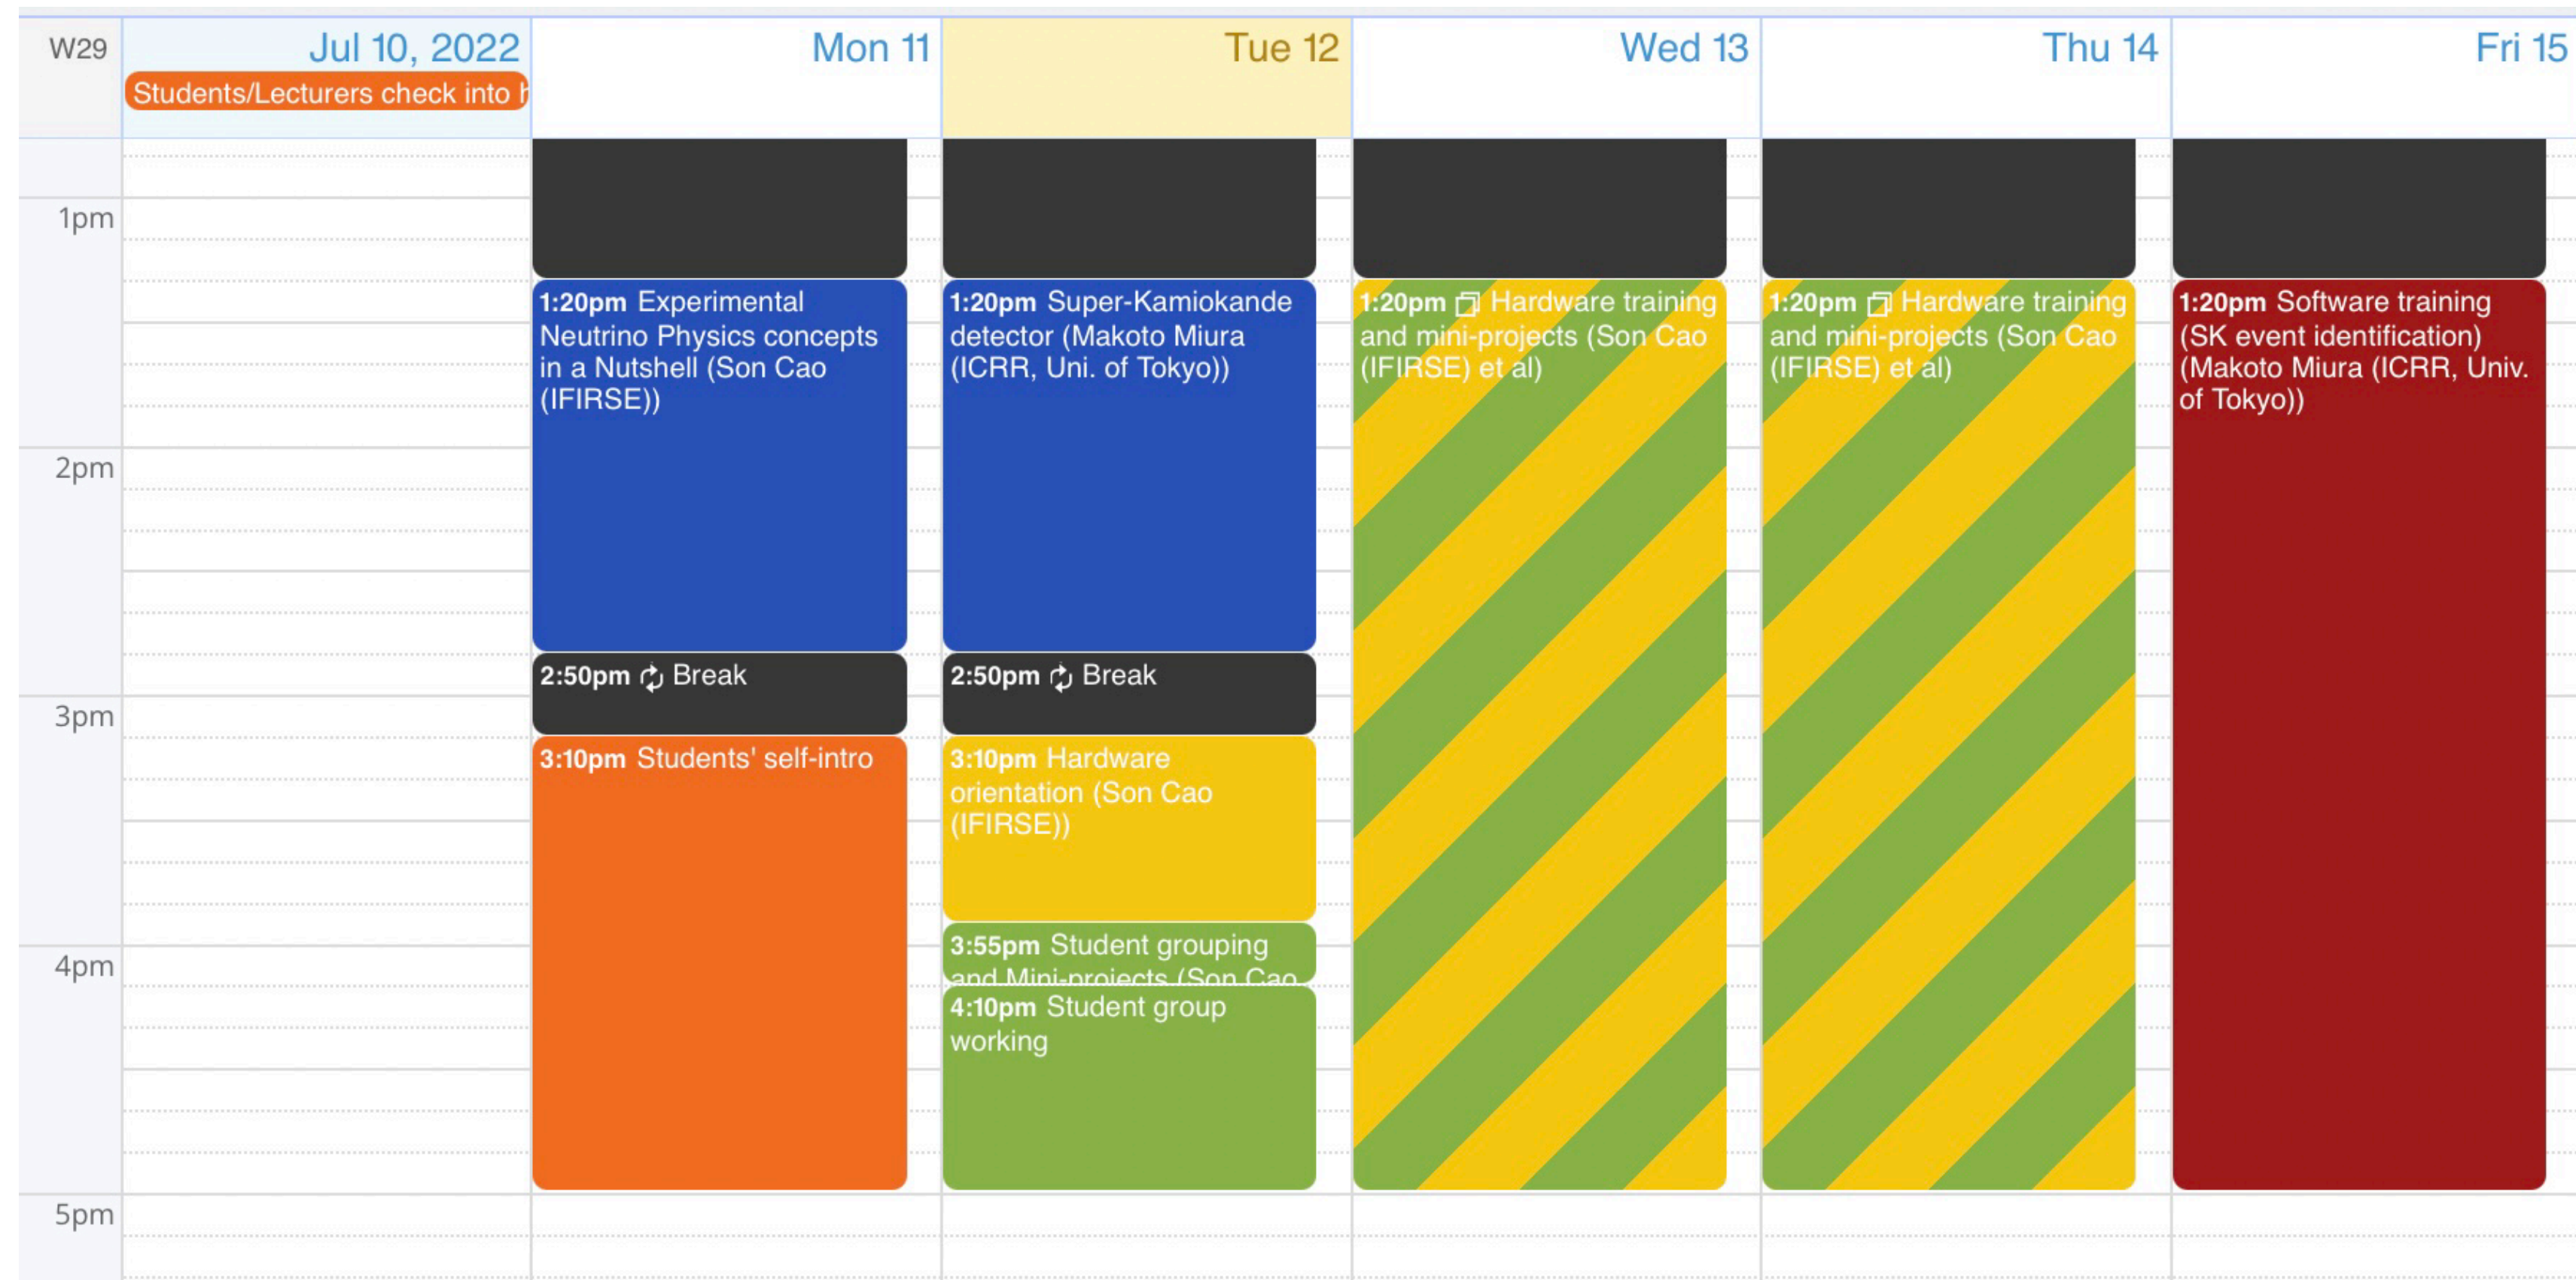 W29
Jul 10, 2022
Mon 11
Tue 12
Wed 13
Thu 14
Fri 15
Students/Lecturers check into
1pm
2pm
3pm
4pm
5pm
1:20pm Experimental
Neutrino Physics concepts
in a Nutshell (Son Cao
(IFIRSE))
2:50pm Break
3:10pm Students' self-intro
1:20pm Super-Kamiokande
detector (Makoto Miura
(ICRR, Uni. of Tokyo))
2:50pm Break
3:10pm Hardware
orientation (Son Cao
(IFIRSE))
3:55pm Student grouping
and Mini-projects (Son Cao
4:10pm Student group
working
1:20pm Hardware training
and mini-projects (Son Cao
(IFIRSE) et al)
1:20pm Hardware training
and mini-projects (Son Cao
(IFIRSE) et al)
1:20pm Software training
(SK event identification)
(Makoto Miura (ICRR, Univ.
of Tokyo))